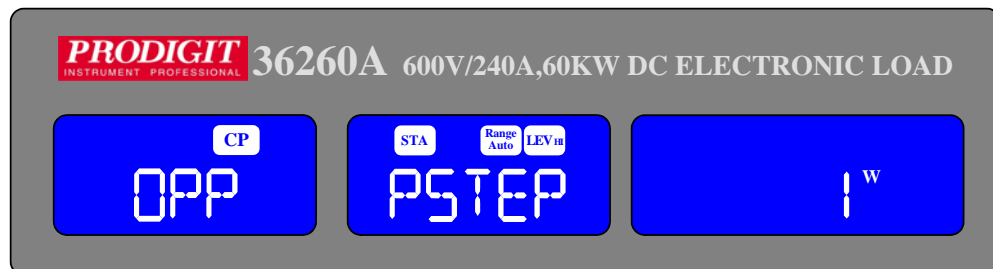 PRODIGIT
INSTRUMENT PROFESSIONAL
36260A 600V/240A,60KW DC ELECTRONIC LOAD
CP
OPP
STA Range Auto LEV HI
PSTEP
1 W